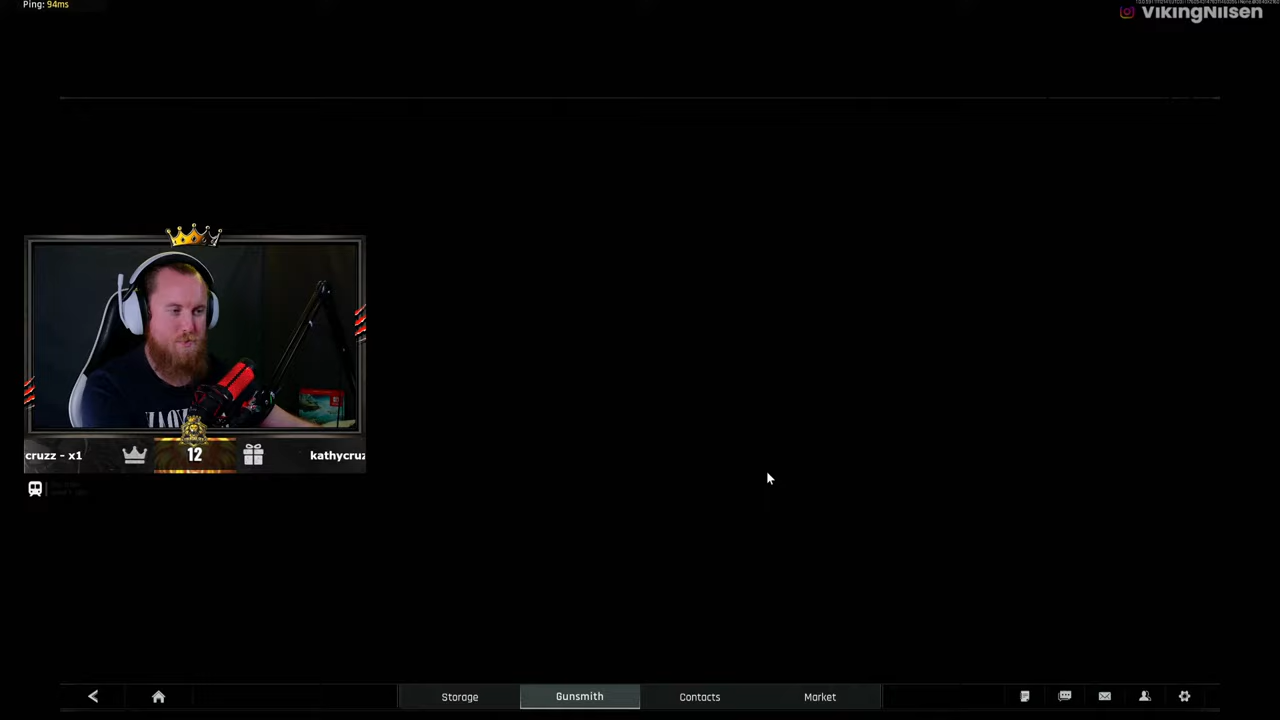 Ping: 94ms
VikingNilsen
cruzz - x1
12
kathycruz
Storage
Gunsmith
Contacts
Market